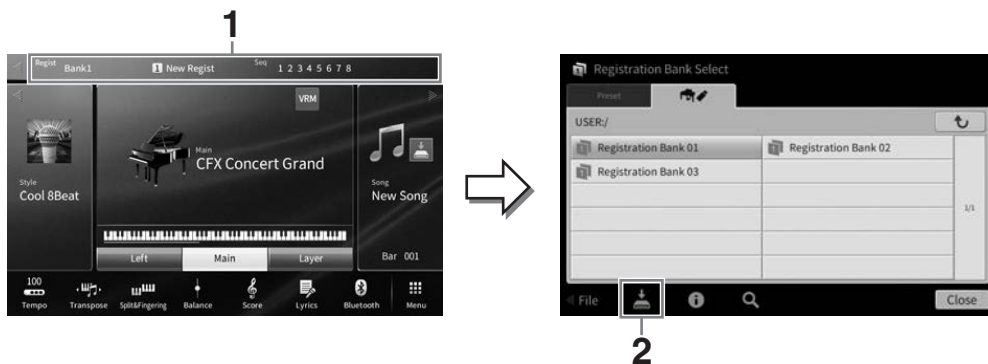 1
Regist
Bank1
1 New Regist
Seq
1 2 3 4 5 6 7 8
VRM
Main
CFX Concert Grand
Style
Cool 8Beat
Song
New Song
Left
Main
Layer
Bar 001
100
Tempo
Transpose
Split&Fingering
Balance
Score
Lyrics
Bluetooth
Menu
Registration Bank Select
Preset
USER:/
Registration Bank 01
Registration Bank 02
Registration Bank 03
1/1
File
Close
2